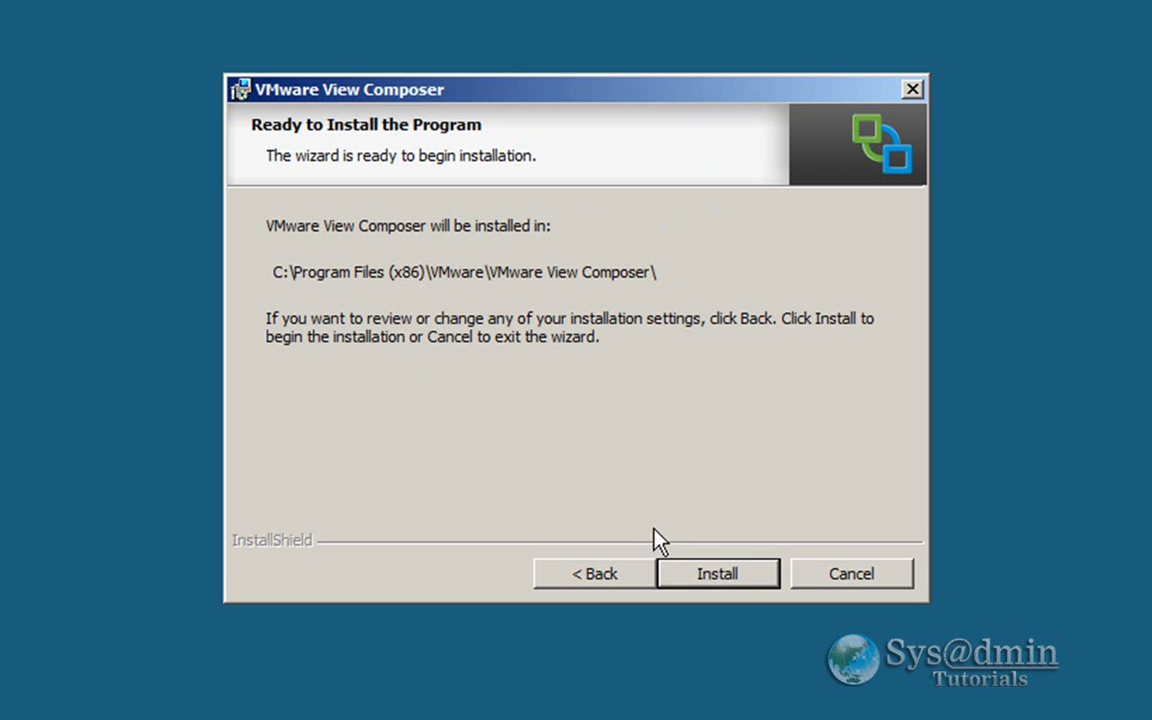 VMware View Composer
Ready to Install the Program
The wizard is ready to begin installation.
VMware View Composer will be installed in:
C:\Program Files (x86)\VMware\VMware View Composer\
If you want to review or change any of your installation settings, click Back. Click Install to
begin the installation or Cancel to exit the wizard.
InstallShield
< Back Install Cancel
Sys@dmin
Tutorials